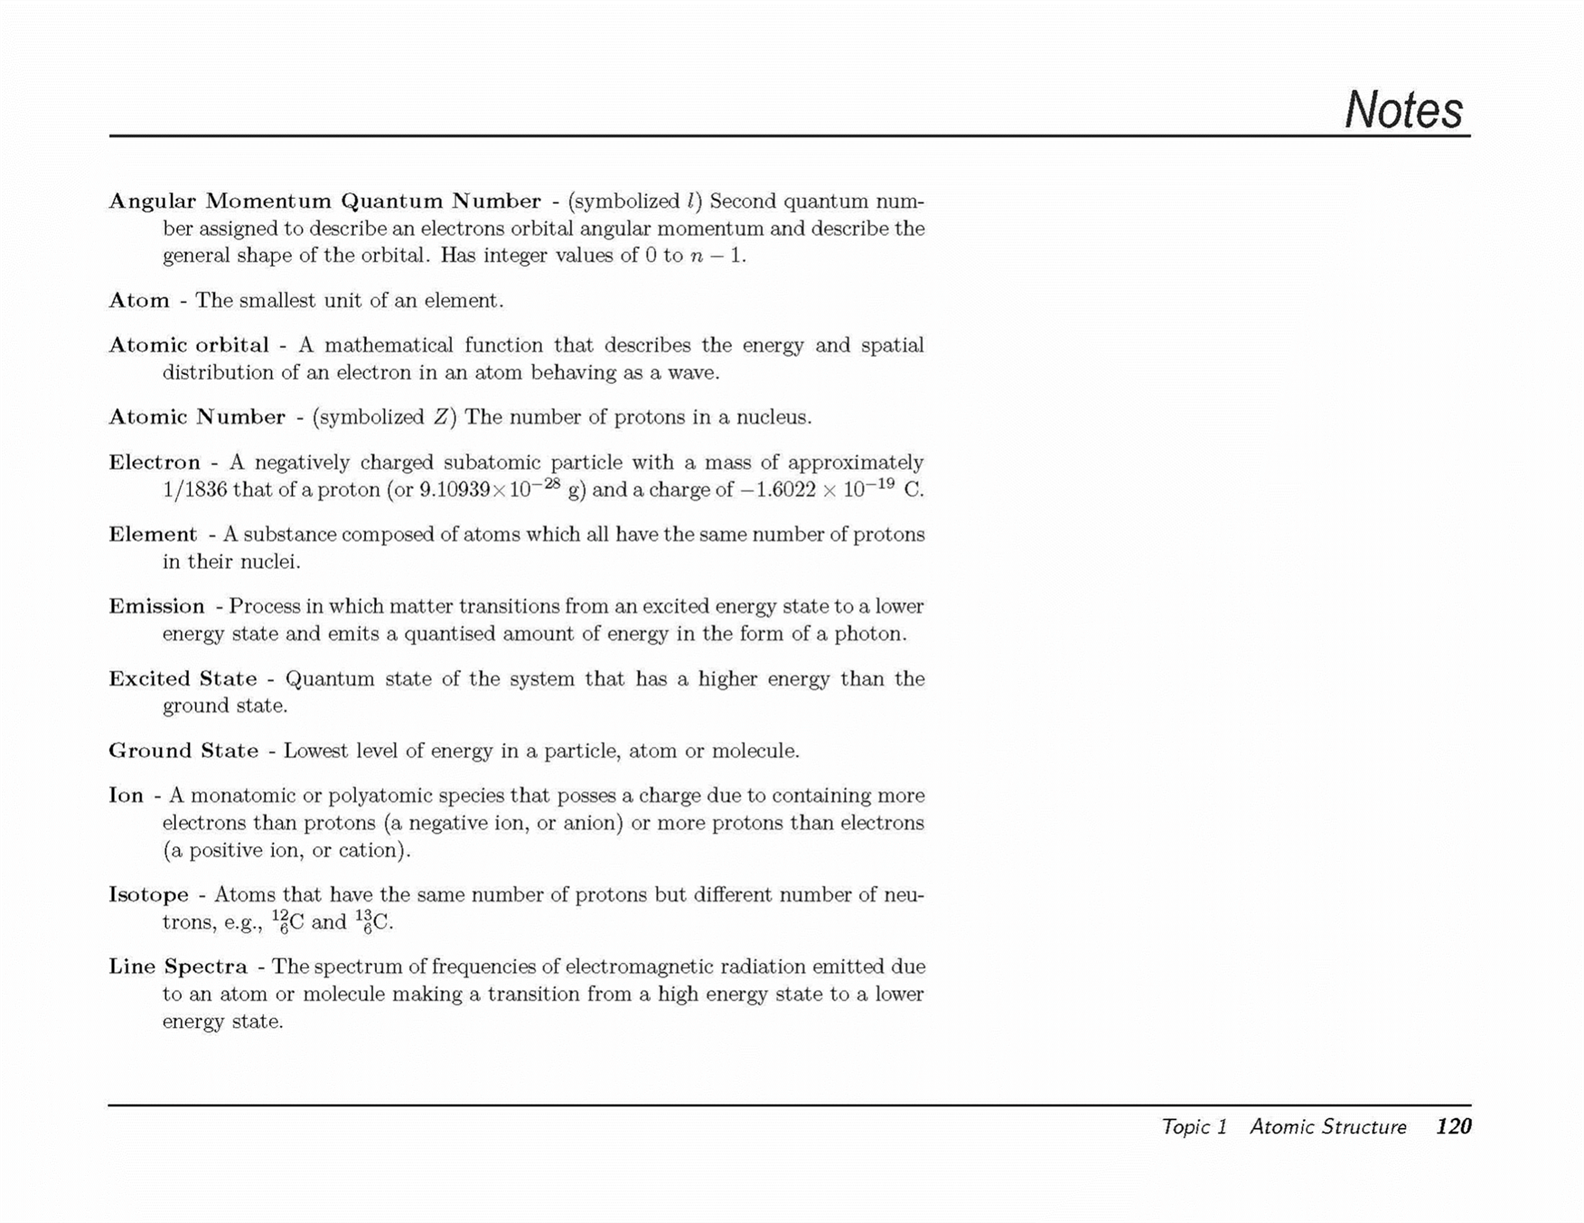 Notes
Angular Momentum Quantum Number - (symbolized l) Second quantum num-
ber assigned to describe an electrons orbital angular momentum and describe the
general shape of the orbital. Has integer values of 0 to n − 1.
Atom - The smallest unit of an element.
Atomic orbital - A mathematical function that describes the energy and spatial
distribution of an electron in an atom behaving as a wave.
Atomic Number - (symbolized Z) The number of protons in a nucleus.
Electron - A negatively charged subatomic particle with a mass of approximately
1/1836 that of a proton (or 9.10939×10⁻²⁸ g) and a charge of −1.6022 × 10⁻¹⁹ C.
Element - A substance composed of atoms which all have the same number of protons
in their nuclei.
Emission - Process in which matter transitions from an excited energy state to a lower
energy state and emits a quantised amount of energy in the form of a photon.
Excited State - Quantum state of the system that has a higher energy than the
ground state.
Ground State - Lowest level of energy in a particle, atom or molecule.
Ion - A monatomic or polyatomic species that posses a charge due to containing more
electrons than protons (a negative ion, or anion) or more protons than electrons
(a positive ion, or cation).
Isotope - Atoms that have the same number of protons but different number of neu-
trons, e.g., ¹²₆C and ¹³₆C.
Line Spectra - The spectrum of frequencies of electromagnetic radiation emitted due
to an atom or molecule making a transition from a high energy state to a lower
energy state.
Topic 1 Atomic Structure 120